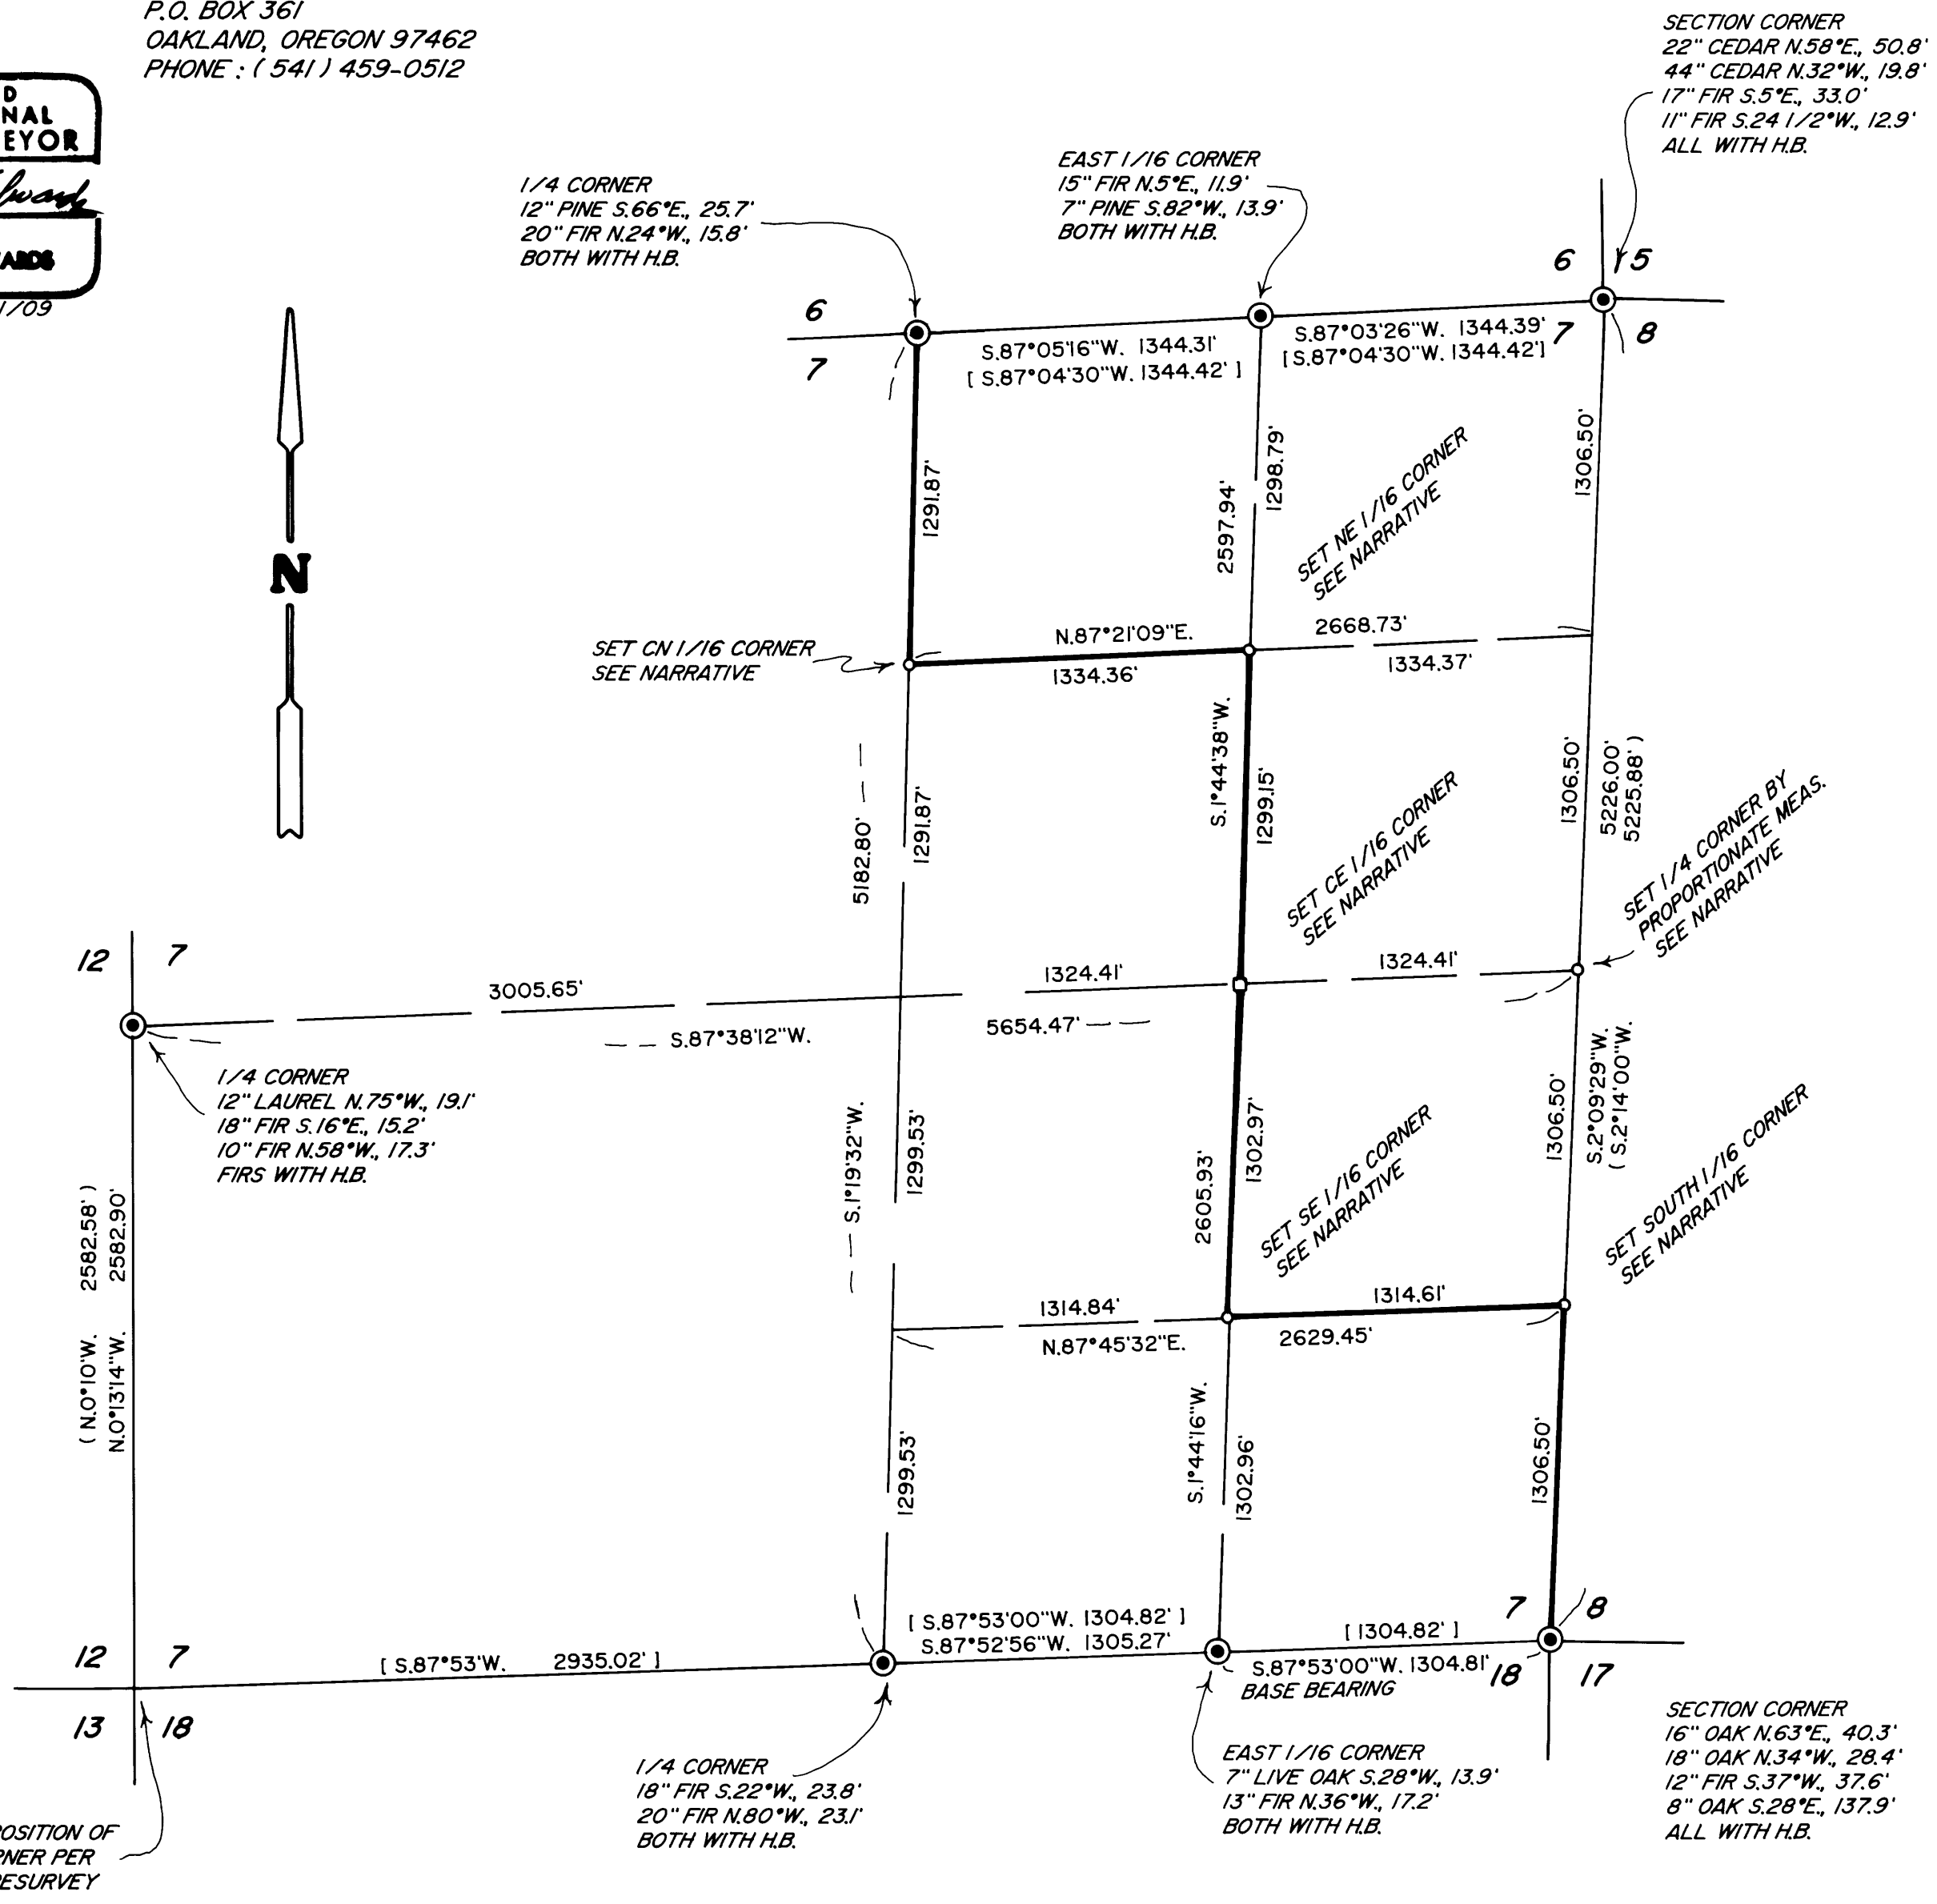 P.O. BOX 361
OAKLAND, OREGON 97462
PHONE : ( 541 ) 459-0512
SECTION CORNER
22" CEDAR N.58°E., 50.8'
44" CEDAR N.32°W., 19.8'
17" FIR S.5°E., 33.0'
11" FIR S.24 1/2°W., 12.9'
ALL WITH H.B.
EAST 1/16 CORNER
15" FIR N.5°E., 11.9'
7" PINE S.82°W., 13.9'
BOTH WITH H.B.
1/4 CORNER
12" PINE S.66°E., 25.7'
20" FIR N.24°W., 15.8'
BOTH WITH H.B.
6 5
7 8
6
7
S.87°05'16"W. 1344.31'
[ S.87°04'30"W. 1344.42' ]
S.87°03'26"W. 1344.39'
[ S.87°04'30"W. 1344.42' ]
1291.87'
2597.94'
1298.79'
1306.50'
SET NE 1/16 CORNER
SEE NARRATIVE
N
SET CN 1/16 CORNER
SEE NARRATIVE
N.87°21'09"E.
1334.36'
2668.73'
1334.37'
5182.80'
1291.87'
S.1°44'38"W.
1299.15'
SET CE 1/16 CORNER
SEE NARRATIVE
1306.50'
5226.00'
5225.88' )
SET 1/4 CORNER BY
PROPORTIONATE MEAS.
SEE NARRATIVE
12 7
3005.65'
1324.41'
1324.41'
S.87°38'12"W.
5654.47'
1/4 CORNER
12" LAUREL N.75°W., 19.1'
18" FIR S.16°E., 15.2'
10" FIR N.58°W., 17.3'
FIRS WITH H.B.
S.1°19'32"W.
1299.53'
2605.93'
1302.97'
SET SE 1/16 CORNER
SEE NARRATIVE
1306.50'
S.2°09'29"W.
( S.2°14'00"W.
SET SOUTH 1/16 CORNER
SEE NARRATIVE
( N.0°10'W. 2582.58' )
N.0°13'14"W. 2582.90'
1314.84'
N.87°45'32"E.
1314.61'
2629.45'
1299.53'
S.1°44'16"W.
1302.96'
1306.50'
12 7
13 18
[ S.87°53'W. 2935.02' ]
[ S.87°53'00"W. 1304.82' ]
S.87°52'56"W. 1305.27'
[ 1304.82' ]
S.87°53'00"W. 1304.81'
BASE BEARING
7 8
18 17
1/4 CORNER
18" FIR S.22°W., 23.8'
20" FIR N.80°W., 23.1'
BOTH WITH H.B.
EAST 1/16 CORNER
7" LIVE OAK S.28°W., 13.9'
13" FIR N.36°W., 17.2'
BOTH WITH H.B.
SECTION CORNER
16" OAK N.63°E., 40.3'
18" OAK N.34°W., 28.4'
12" FIR S.37°W., 37.6'
8" OAK S.28°E., 137.9'
ALL WITH H.B.
OSITION OF
RNER PER
RESURVEY